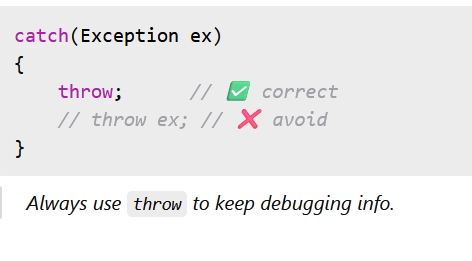 catch(Exception ex)
{
    throw;      // ✅ correct
    // throw ex; // ❌ avoid
}
Always use throw to keep debugging info.